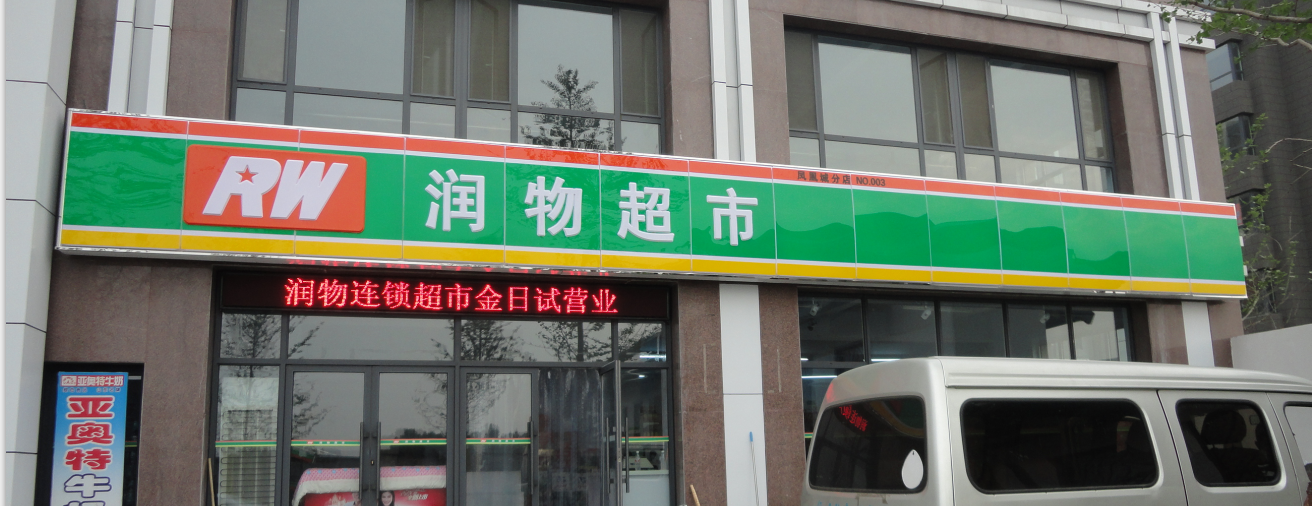 凤凰城分店 NO.003
RW 润物超市
润物连锁超市金日试营业
亚奥特牛奶
亚奥特牛